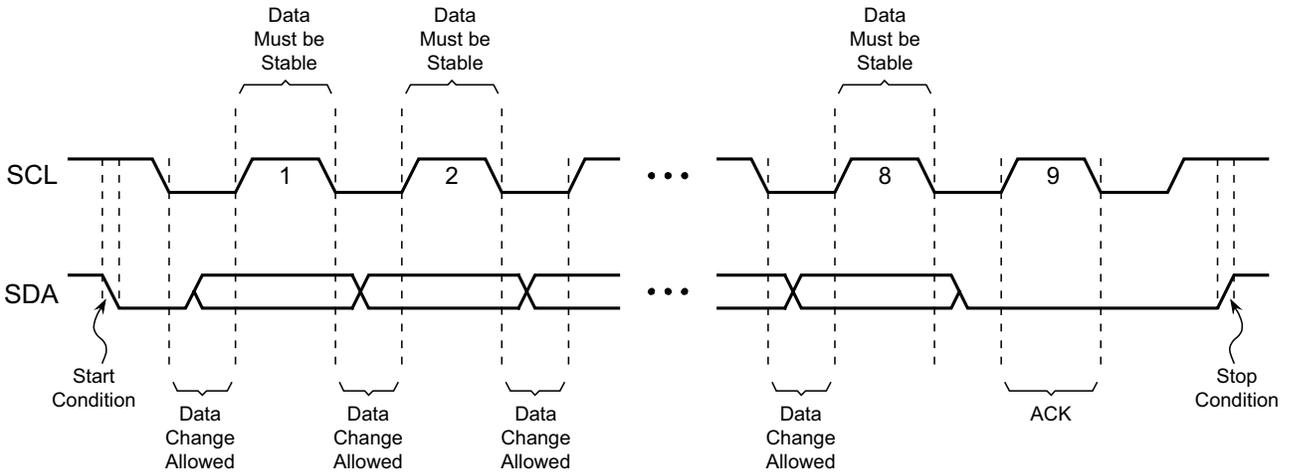 Data
Must be
Stable
Data
Must be
Stable
Data
Must be
Stable
SCL
1
2
•••
8
9
SDA
•••
Start
Condition
Data
Change
Allowed
Data
Change
Allowed
Data
Change
Allowed
Data
Change
Allowed
ACK
Stop
Condition